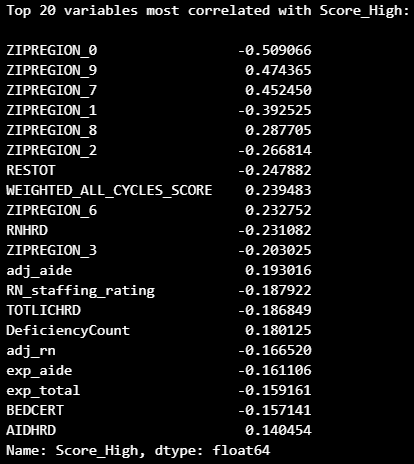 Top 20 variables most correlated with Score_High:
ZIPREGION_0 -0.509066
ZIPREGION_9 0.474365
ZIPREGION_7 0.452450
ZIPREGION_1 -0.392525
ZIPREGION_8 0.287705
ZIPREGION_2 -0.266814
RESTOT -0.247882
WEIGHTED_ALL_CYCLES_SCORE 0.239483
ZIPREGION_6 0.232752
RNHRD -0.231082
ZIPREGION_3 -0.203025
adj_aide 0.193016
RN_staffing_rating -0.187922
TOTLICHRD -0.186849
DeficiencyCount 0.180125
adj_rn -0.166520
exp_aide -0.161106
exp_total -0.159161
BEDCERT -0.157141
AIDHRD 0.140454
Name: Score_High, dtype: float64